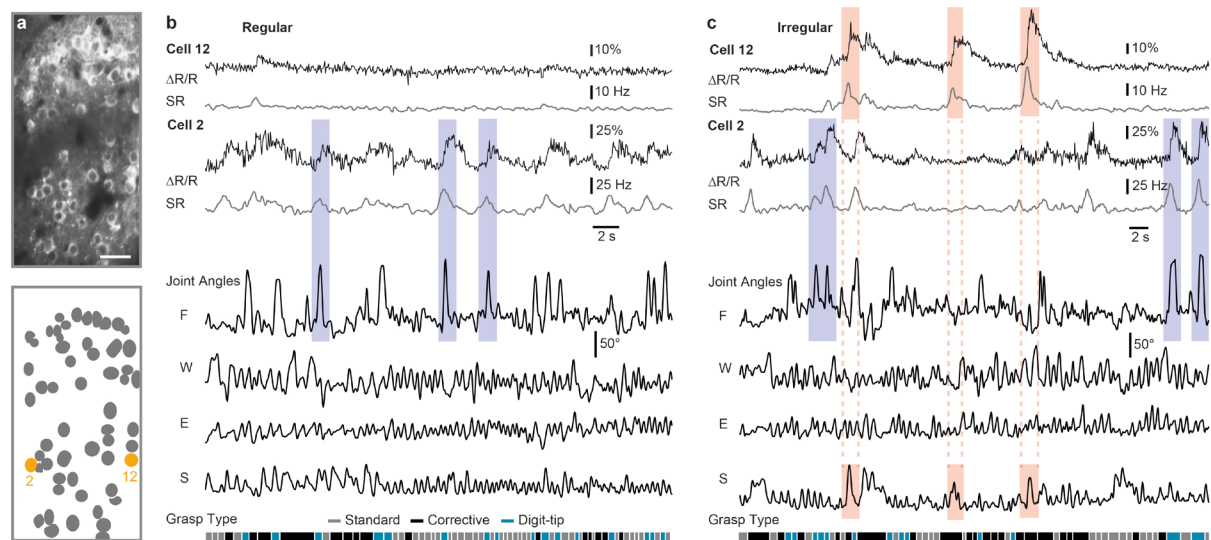 a
2
12
b
Regular
Cell 12
10%
ΔR/R
SR
10 Hz
Cell 2
25%
ΔR/R
25 Hz
SR
2 s
Joint Angles
F
50°
W
E
S
Grasp Type
Standard
Corrective
Digit-tip
c
Irregular
Cell 12
10%
ΔR/R
SR
10 Hz
Cell 2
25%
ΔR/R
25 Hz
SR
2 s
Joint Angles
F
50°
W
E
S
Grasp Type